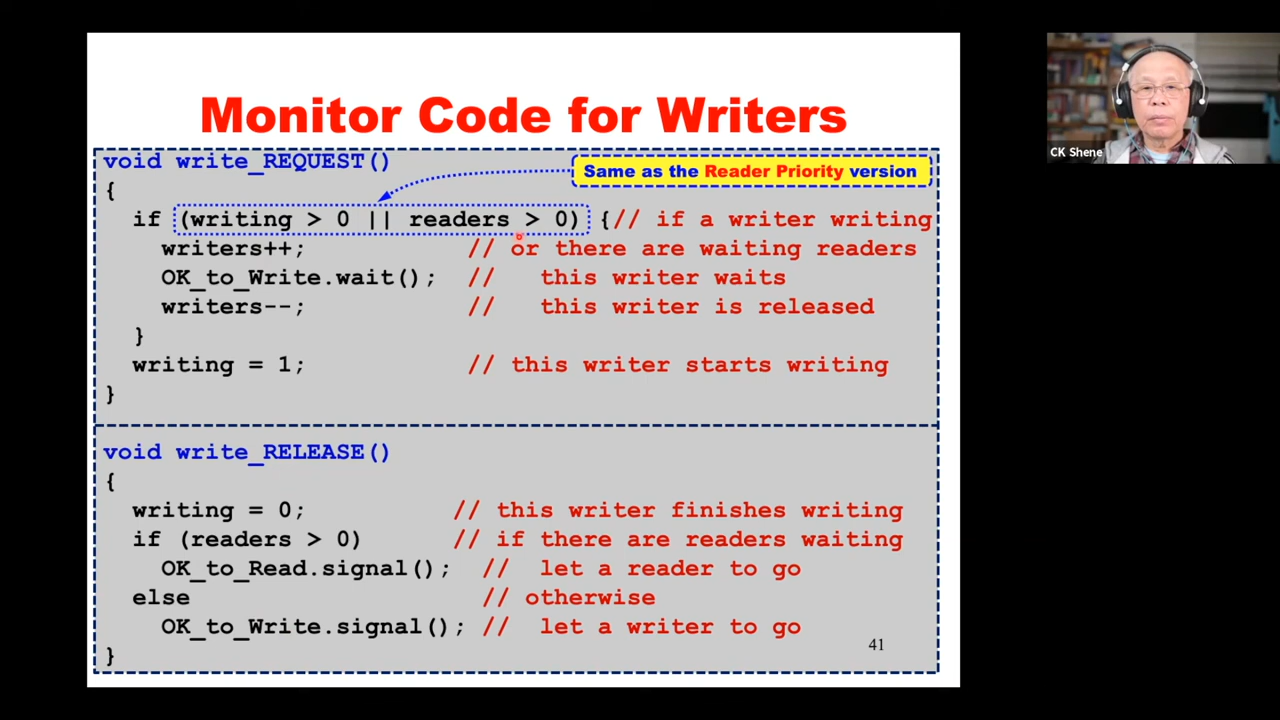 Monitor Code for Writers
void write_REQUEST()
Same as the Reader Priority version
{
if (writing > 0 || readers > 0) {// if a writer writing
writers++; // or there are waiting readers
OK_to_Write.wait(); // this writer waits
writers--; // this writer is released
}
writing = 1; // this writer starts writing
}
void write_RELEASE()
{
writing = 0; // this writer finishes writing
if (readers > 0) // if there are readers waiting
OK_to_Read.signal(); // let a reader to go
else // otherwise
OK_to_Write.signal(); // let a writer to go
}
41
CK Shene